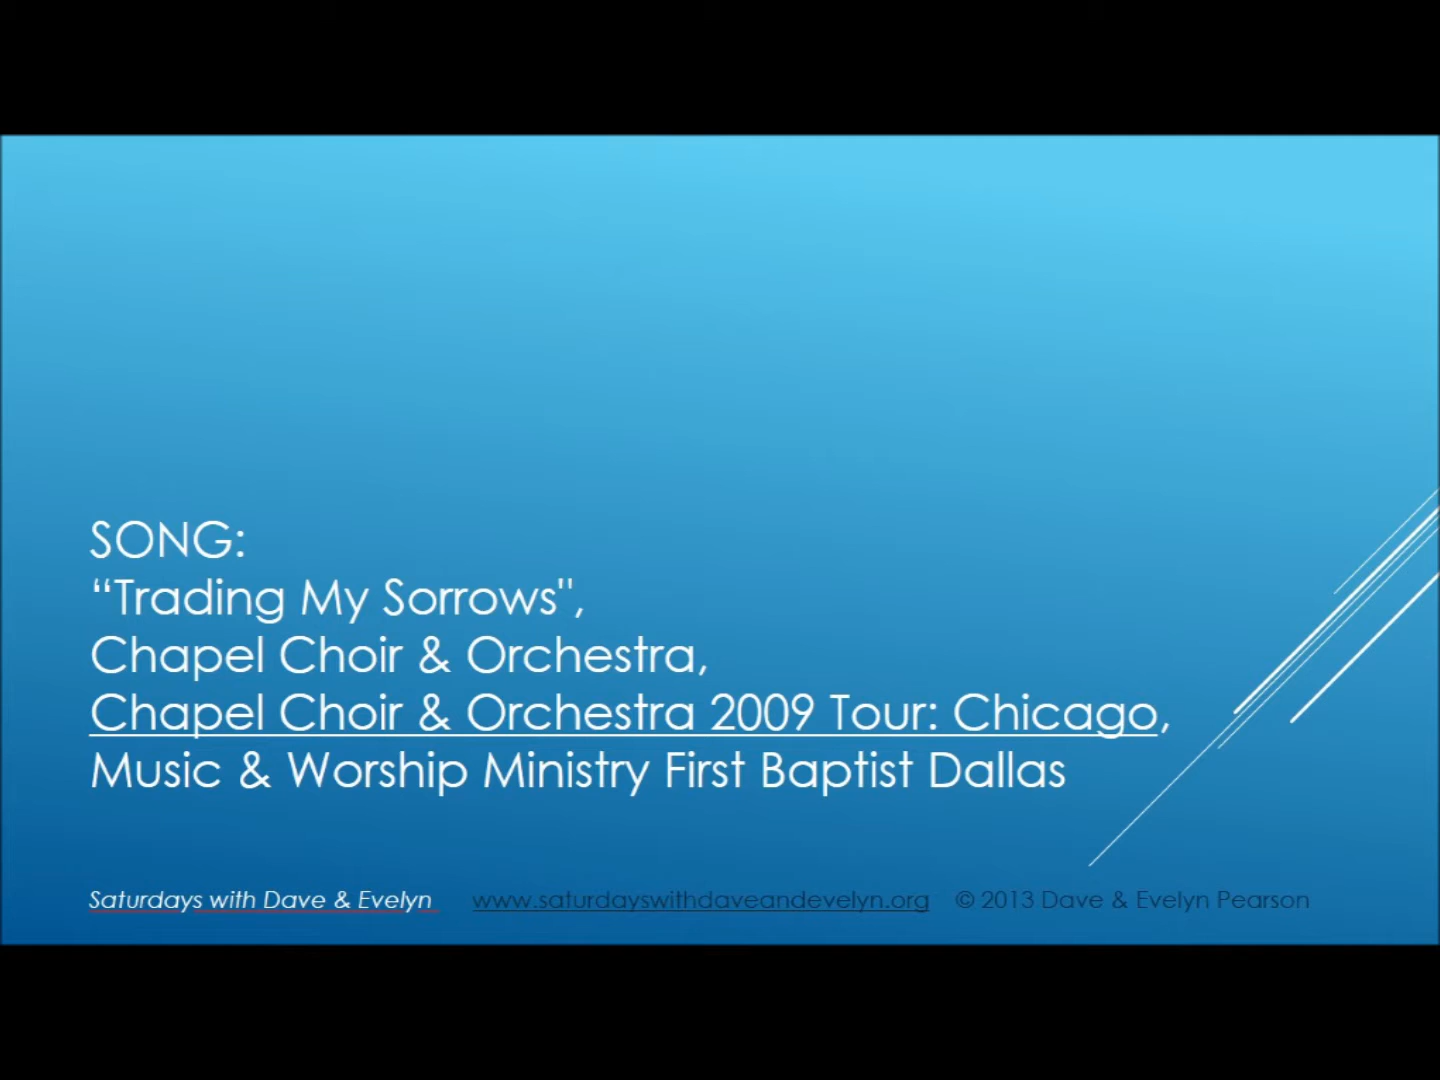 SONG:
“Trading My Sorrows",
Chapel Choir & Orchestra,
Chapel Choir & Orchestra 2009 Tour: Chicago,
Music & Worship Ministry First Baptist Dallas
Saturdays with Dave & Evelyn www.saturdayswithdaveandevelyn.org © 2013 Dave & Evelyn Pearson